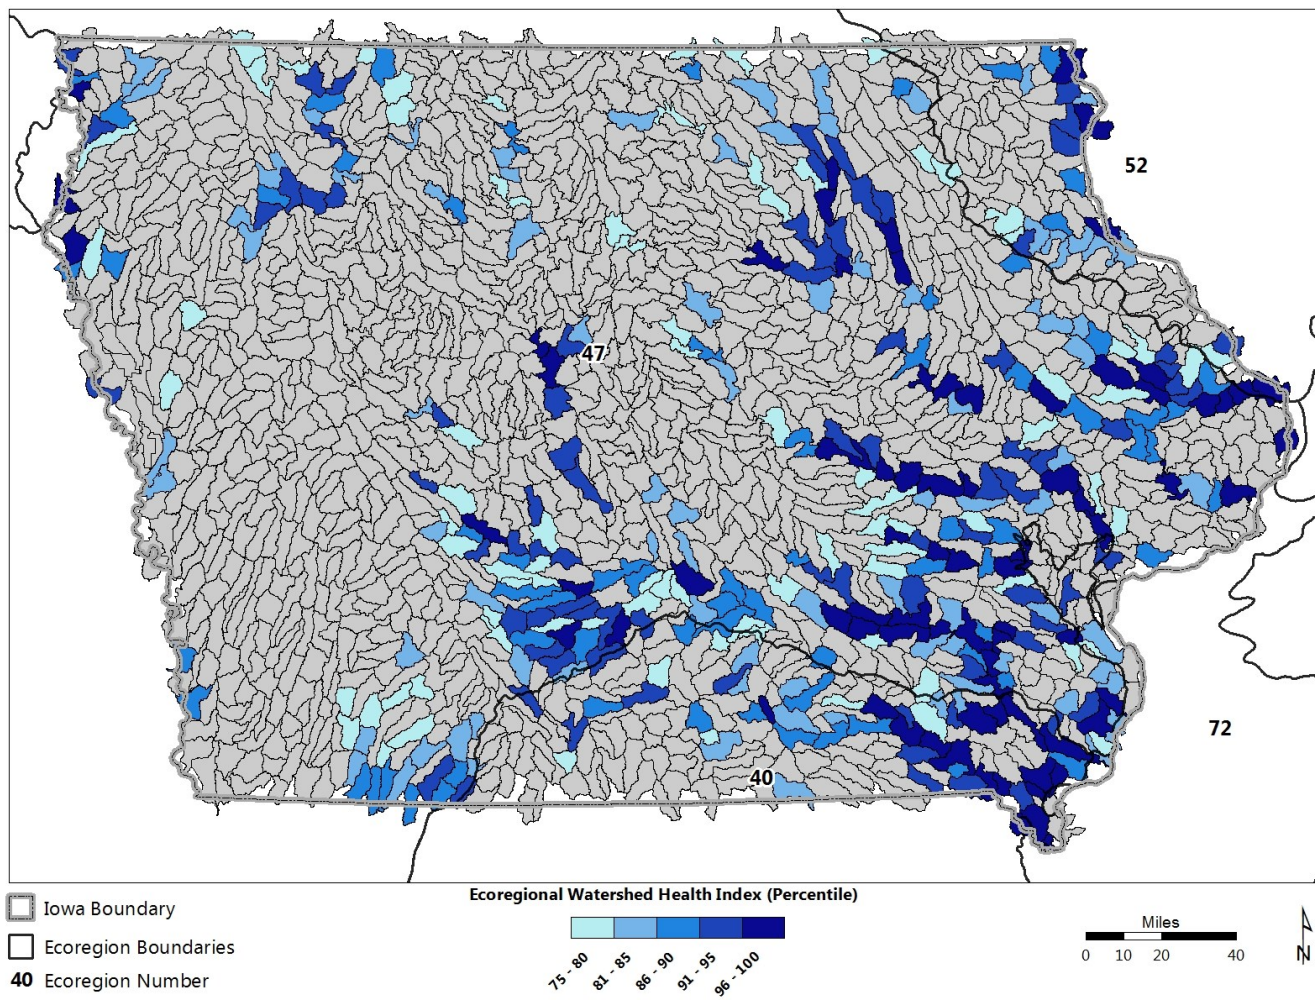 52
47
72
40
Ecoregional Watershed Health Index (Percentile)
Iowa Boundary
Miles
Ecoregion Boundaries
0 10 20 40
N
75 - 80
81 - 85
86 - 90
91 - 95
96 - 100
40 Ecoregion Number